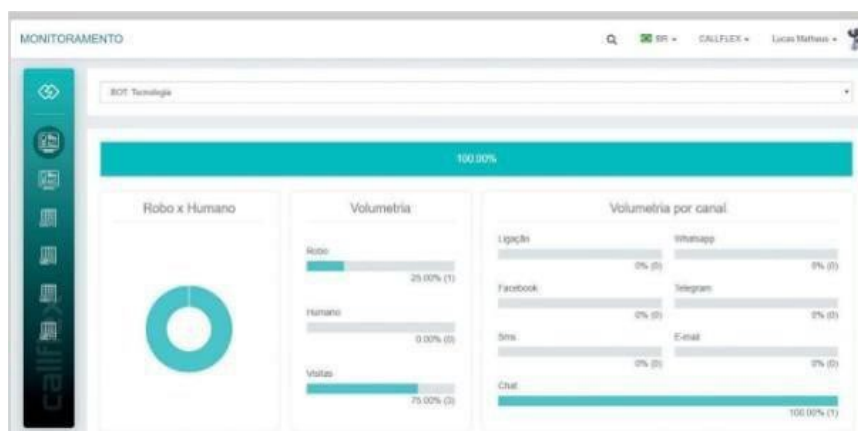 MONITORAMENTO
BR CALLFLEX Lucas Matheus
BOT: Tecnologia
100.00%
Robo x Humano
Volumetria
Volumetria por canal
Robo
25.00% (1)
Humano
0.00% (0)
Visitas
75.00% (3)
Ligação Whatsapp
0% (0) 0% (0)
Facebook Telegram
0% (0) 0% (0)
Sms E-mail
0% (0) 0% (0)
Chat
100.00% (1)
callflex